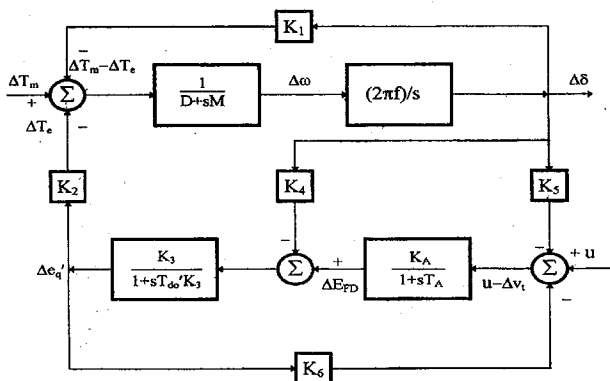 K₁
−
ΔTₘ−ΔTₑ
ΔTₘ
+
Σ
ΔTₑ
−
1
D+sM
Δω
(2πf)/s
Δδ
K₂
K₄
K₅
−
−
+ u
Δe_q'
K₃
1+sT_do'K₃
Σ
+
ΔE_FD
K_A
1+sT_A
u−Δvₜ
Σ
−
K₆